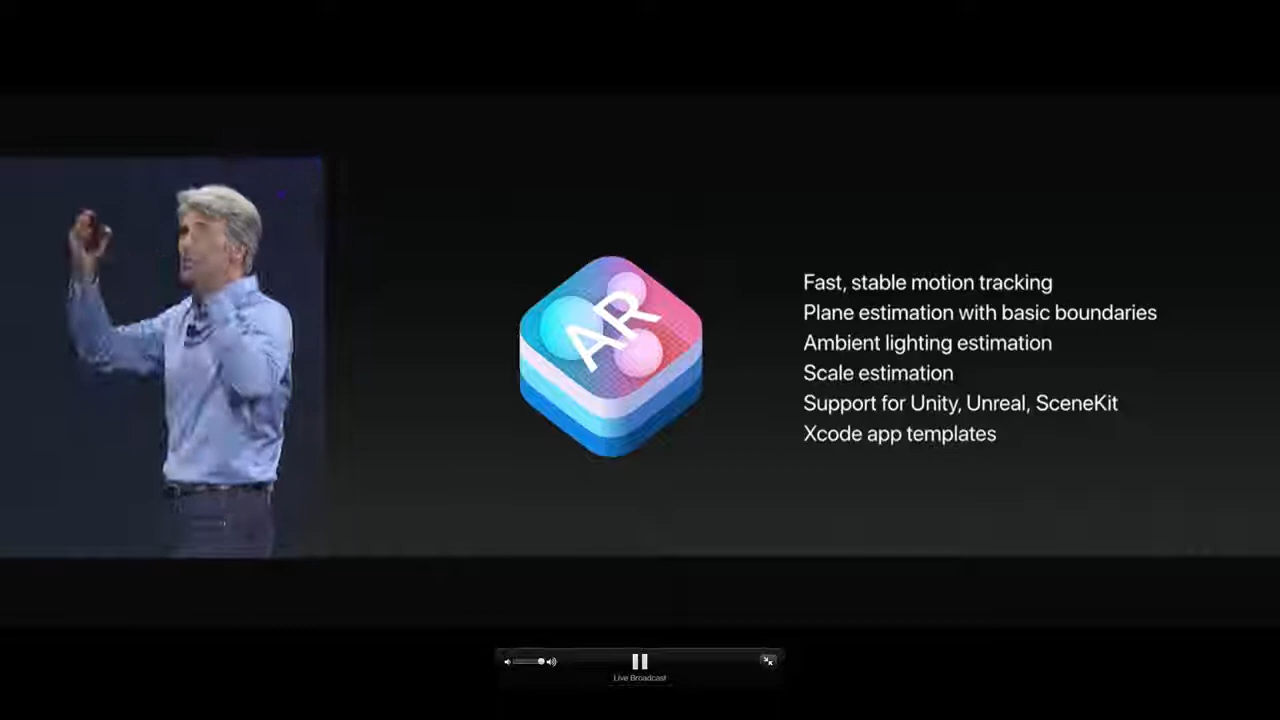 AR
Fast, stable motion tracking
Plane estimation with basic boundaries
Ambient lighting estimation
Scale estimation
Support for Unity, Unreal, SceneKit
Xcode app templates
Live Broadcast